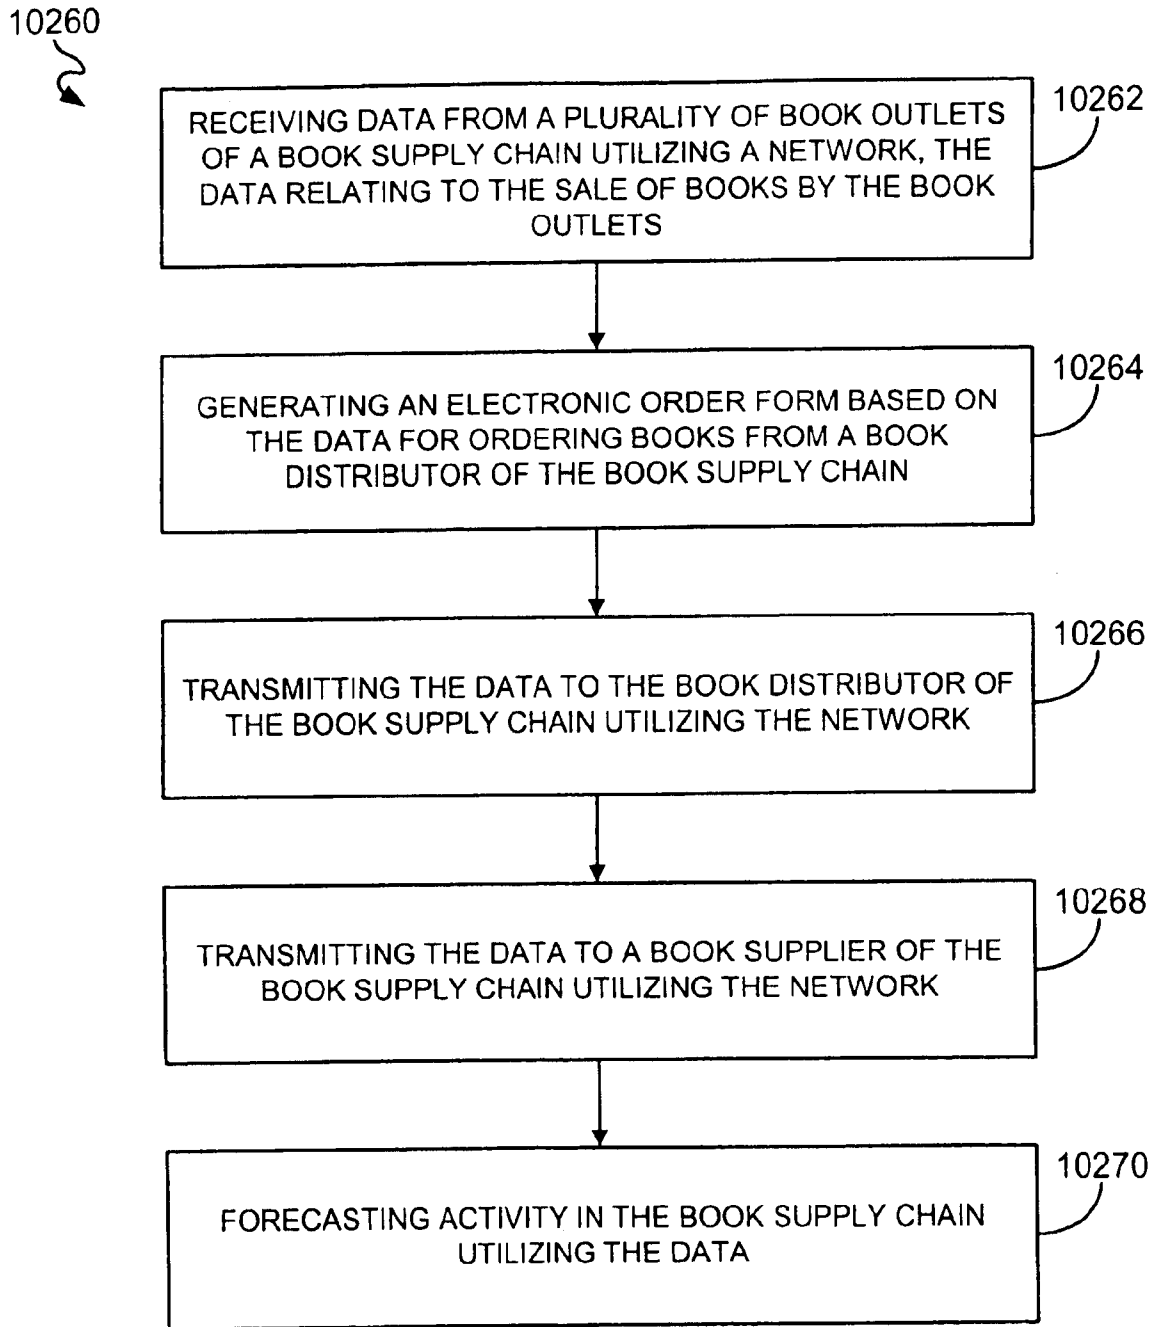 10260
RECEIVING DATA FROM A PLURALITY OF BOOK OUTLETS
OF A BOOK SUPPLY CHAIN UTILIZING A NETWORK, THE
DATA RELATING TO THE SALE OF BOOKS BY THE BOOK
OUTLETS
10262
GENERATING AN ELECTRONIC ORDER FORM BASED ON
THE DATA FOR ORDERING BOOKS FROM A BOOK
DISTRIBUTOR OF THE BOOK SUPPLY CHAIN
10264
TRANSMITTING THE DATA TO THE BOOK DISTRIBUTOR OF
THE BOOK SUPPLY CHAIN UTILIZING THE NETWORK
10266
TRANSMITTING THE DATA TO A BOOK SUPPLIER OF THE
BOOK SUPPLY CHAIN UTILIZING THE NETWORK
10268
FORECASTING ACTIVITY IN THE BOOK SUPPLY CHAIN
UTILIZING THE DATA
10270